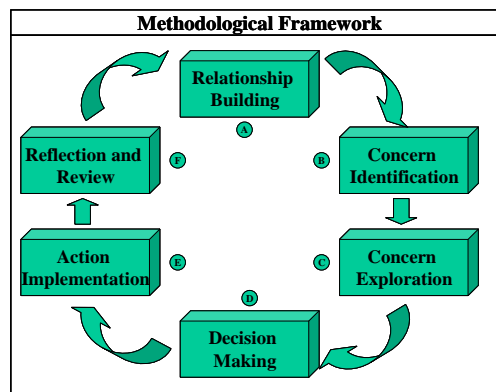 Methodological Framework
Relationship
Building
A
B
Concern
Identification
C
Concern
Exploration
D
Decision
Making
E
Action
Implementation
F
Reflection and
Review